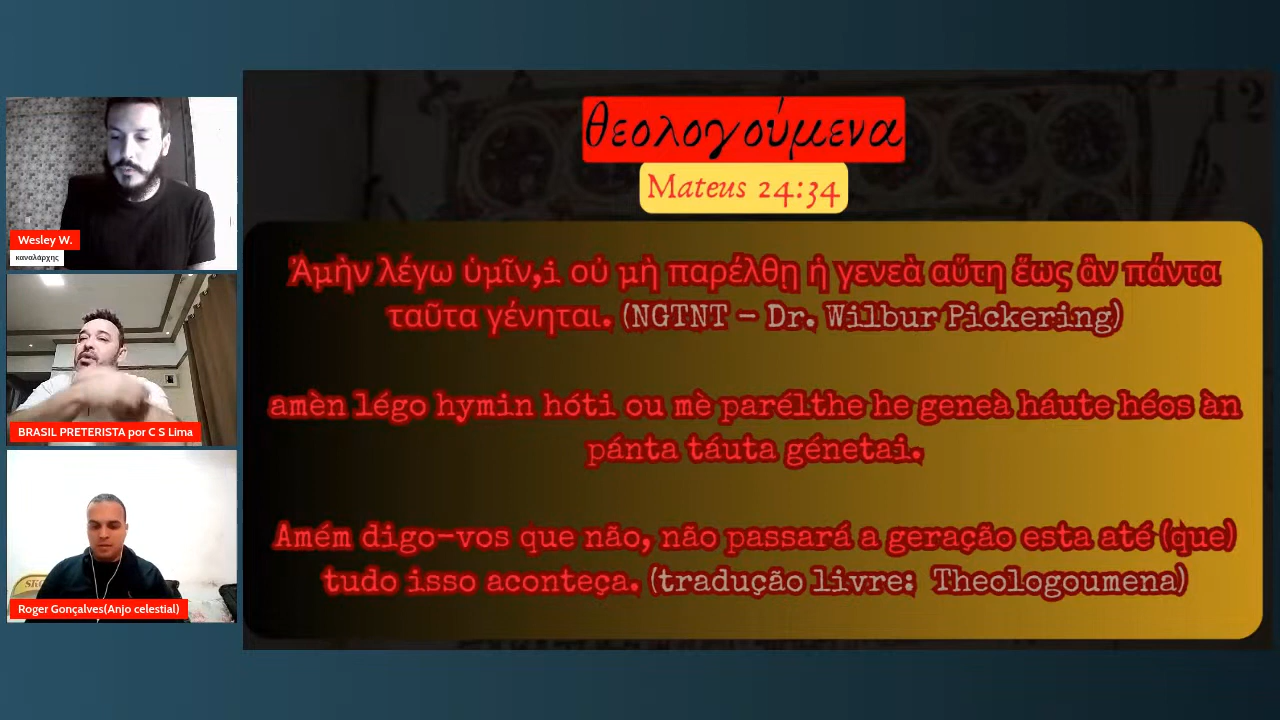 Wesley W.
καναλάρχης
BRASIL PRETERISTA por C S Lima
Roger Gonçalves(Anjo celestial)
θεολογούμενα
Mateus 24:34
Ἀμὴν λέγω ὑμῖν,i οὐ μὴ παρέλθῃ ἡ γενεὰ αὕτη ἕως ἂν πάντα
ταῦτα γένηται. (NGTNT - Dr. Wilbur Pickering)
amèn légo hymin hóti ou mè parélthe he geneà háute héos àn
pánta táuta génetai.
Amém digo-vos que não, não passará a geração esta até (que)
tudo isso aconteça. (tradução livre: Theologoumena)